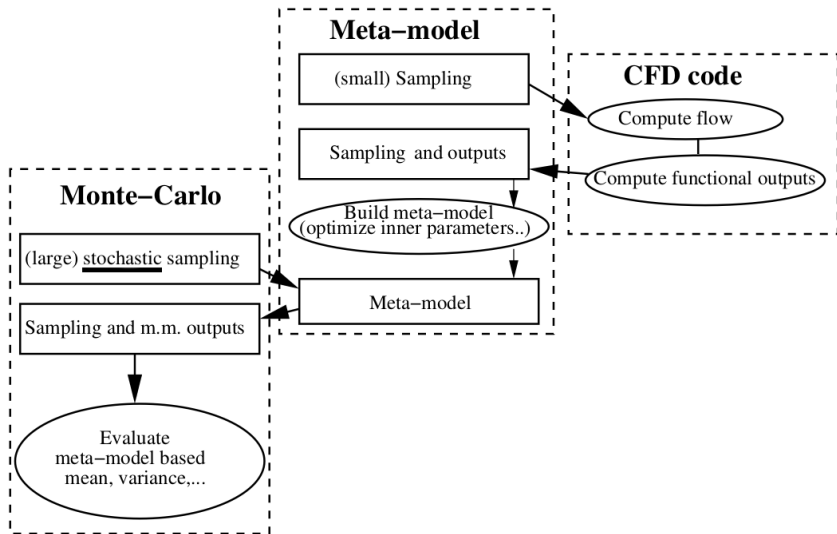 Meta−model
(small) Sampling
Sampling and outputs
Build meta−model
(optimize inner parameters..)
Meta−model
CFD code
Compute flow
Compute functional outputs
Monte−Carlo
(large) stochastic sampling
Sampling and m.m. outputs
Evaluate
meta−model based
mean, variance,...